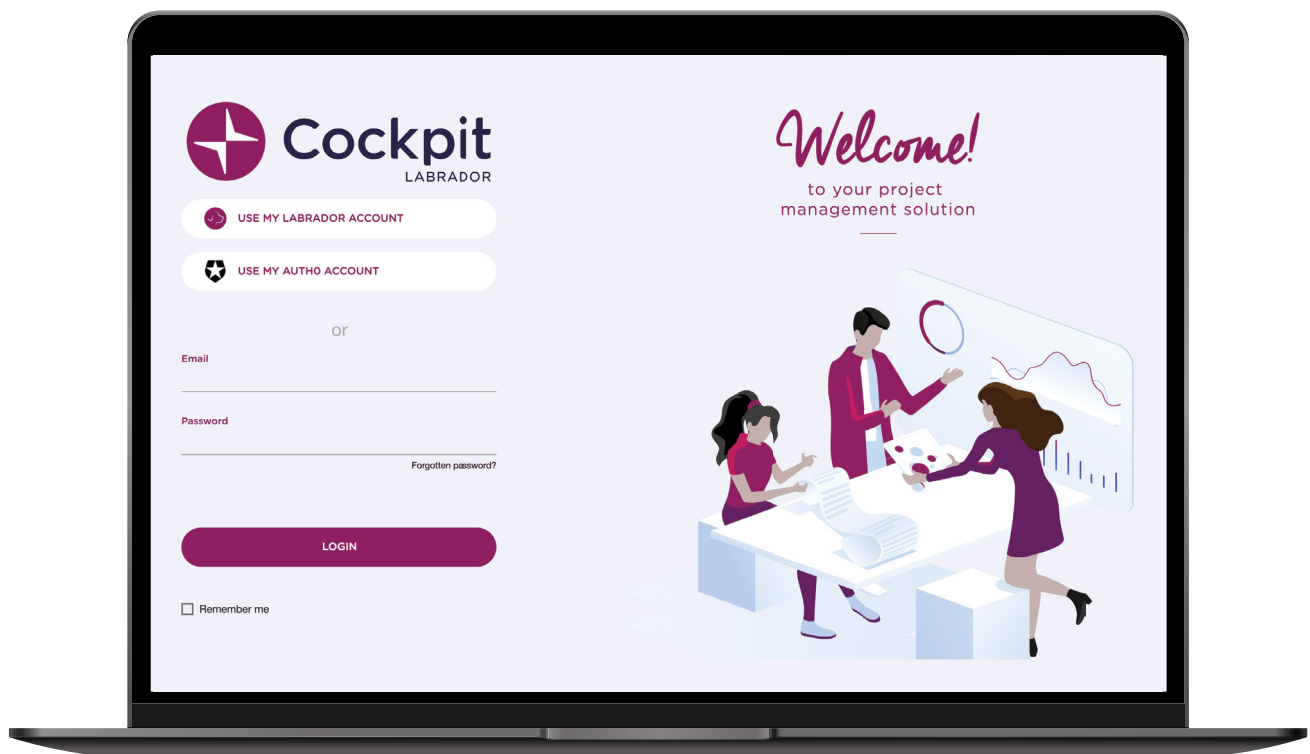 Cockpit
LABRADOR
USE MY LABRADOR ACCOUNT
USE MY AUTH0 ACCOUNT
or
Email
Password
Forgotten password?
LOGIN
Remember me
Welcome!
to your project
management solution